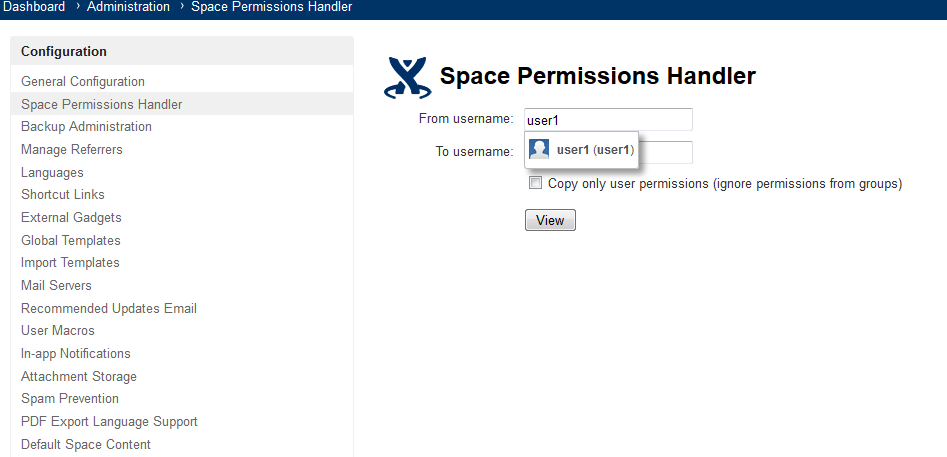 Dashboard › Administration › Space Permissions Handler
Configuration
General Configuration
Space Permissions Handler
Backup Administration
Manage Referrers
Languages
Shortcut Links
External Gadgets
Global Templates
Import Templates
Mail Servers
Recommended Updates Email
User Macros
In-app Notifications
Attachment Storage
Spam Prevention
PDF Export Language Support
Default Space Content
Space Permissions Handler
From username: user1
user1 (user1)
To username:
Copy only user permissions (ignore permissions from groups)
View